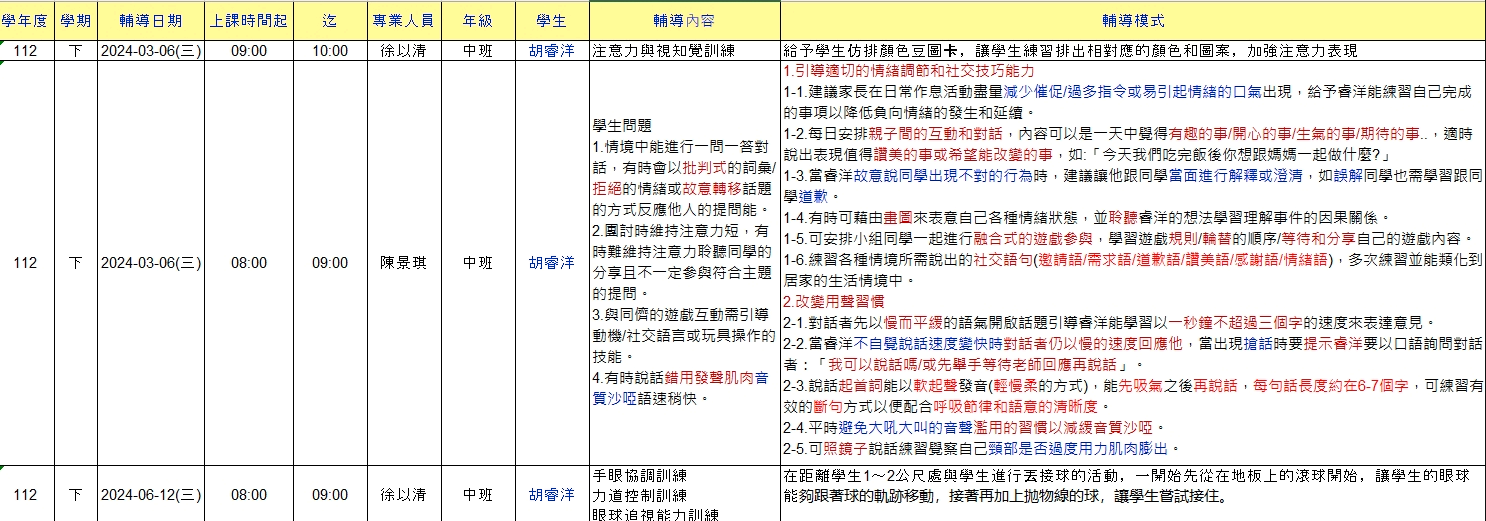 學年度 學期 輔導日期 上課時間起 迄 專業人員 年級 學生 輔導內容 輔導模式
112 下 2024-03-06(三) 09:00 10:00 徐以清 中班 胡睿洋 注意力與視知覺訓練 給予學生仿排顏色豆圖卡，讓學生練習排出相對應的顏色和圖案，加強注意力表現
112 下 2024-03-06(三) 08:00 09:00 陳景琪 中班 胡睿洋
學生問題
1.情境中能進行一問一答對
話，有時會以批判式的詞彙/
拒絕的情緒或故意轉移話題
的方式反應他人的提問能。
2.團討時維持注意力短，有
時難維持注意力聆聽同學的
分享且不一定參與符合主題
的提問。
3.與同儕的遊戲互動需引導
動機/社交語言或玩具操作的
技能。
4.有時說話錯用發聲肌肉音
質沙啞語速稍快。
1.引導適切的情緒調節和社交技巧能力
1-1.建議家長在日常作息活動盡量減少催促/過多指令或易引起情緒的口氣出現，給予睿洋能練習自己完成
的事項以降低負向情緒的發生和延續。
1-2.每日安排親子間的互動和對話，內容可以是一天中覺得有趣的事/開心的事/生氣的事/期待的事..，適時
說出表現值得讚美的事或希望能改變的事，如:「今天我們吃完飯後你想跟媽媽一起做什麼?」
1-3.當睿洋故意說同學出現不對的行為時，建議讓他跟同學當面進行解釋或澄清，如誤解同學也需學習跟同
學道歉。
1-4.有時可藉由畫圖來表意自己各種情緒狀態，並聆聽睿洋的想法學習理解事件的因果關係。
1-5.可安排小組同學一起進行融合式的遊戲參與，學習遊戲規則/輪替的順序/等待和分享自己的遊戲內容。
1-6.練習各種情境所需說出的社交語句(邀請語/需求語/道歉語/讚美語/感謝語/情緒語)，多次練習並能類化到
居家的生活情境中。
2.改變用聲習慣
2-1.對話者先以慢而平緩的語氣開啟話題引導睿洋能學習以一秒鐘不超過三個字的速度來表達意見。
2-2.當睿洋不自覺說話速度變快時對話者仍以慢的速度回應他，當出現搶話時要提示睿洋要以口語詢問對話
者：「我可以說話嗎/或先舉手等待老師回應再說話」。
2-3.說話起首詞能以軟起聲發音(輕慢柔的方式)，能先吸氣之後再說話，每句話長度約在6-7個字，可練習有
效的斷句方式以便配合呼吸節律和語意的清晰度。
2-4.平時避免大吼大叫的音聲濫用的習慣以減緩音質沙啞。
2-5.可照鏡子說話練習覺察自己頸部是否過度用力肌肉膨出。
112 下 2024-06-12(三) 08:00 09:00 徐以清 中班 胡睿洋
手眼協調訓練
力道控制訓練
眼球追視能力訓練
在距離學生1～2公尺處與學生進行丟接球的活動，一開始先從在地板上的滾球開始，讓學生的眼球
能夠跟著球的軌跡移動，接著再加上拋物線的球，讓學生嘗試接住。